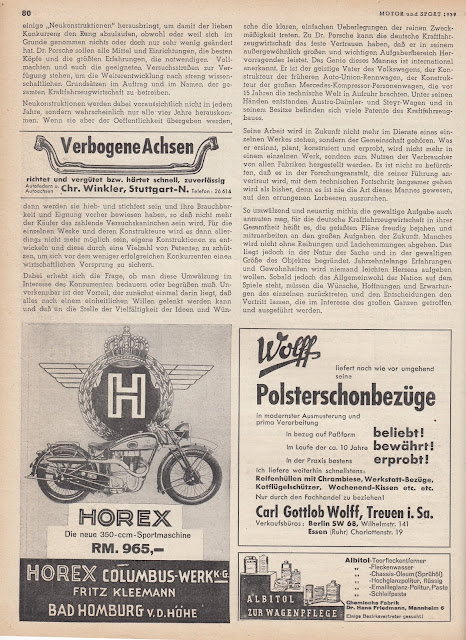 80
MOTOR und SPORT 1939
einige „Neukonstruktionen" herausbringt, um damit der lieben
Konkurrenz den Rang abzulaufen, obwohl oder weil sich im
Grunde genommen nichts oder doch nur sehr wenig geändert
hat. Dr. Porsche sollen alle Mittel und Einrichtungen, die besten
Köpfe und die größten Erfahrungen, die notwendigen Voll-
machten und auch die geeigneten Versuchsstätten zur Ver-
fügung stehen, um die Weiterentwicklung nach streng wissen-
schaftlichen Grundsätzen im Auftrag und im Namen der ge-
samten Kraftfahrzeugwirtschaft zu betreiben.
Neukonstruktionen werden dabei voraussichtlich nicht in jedem
Jahre, sondern wahrscheinlich nur alle vier Jahre herauskom-
men. Wenn sie aber der Oeffentlichkeit übergeben werden,
Verbogene Achsen
richtet und vergütet bzw. härtet schnell, zuverlässig
Autofedern u.
Autoachsen
Chr. Winkler, Stuttgart-N.
Telefon: 26 614
dann werden sie hieb- und stichfest sein und ihre Brauchbar-
keit und Eignung vorher bewiesen haben, so daß nicht mehr
der Käufer das zahlende Versuchskaninchen sein wird. Für die
einzelnen Werke und deren Konstrukteure wird es dann aller-
dings nicht mehr möglich sein, eigene Konstruktionen zu ent-
wickeln und diese durch eine Vielzahl von Patenten zu schüt-
zen, um sich vor dem weniger erfolgreichen Konkurrenten einen
wirtschaftlichen Vorsprung zu sichern.
Dabei erhebt sich die Frage, ob man diese Umwälzung im
Interesse des Konsumenten bedauern oder begrüßen muß. Un-
verkennbar ist der Vorteil, der zunächst einmal darin liegt, daß
alles nach einem einheitlichen Willen gelenkt werden kann
und daß an die Stelle der Vielfältigkeit der Ideen und Wün-
sche die klaren, einfachen Ueberlegungen der reinen Zweck-
mäßigkeit treten. Zu Dr. Porsche kann die deutsche Kraftfahr-
zeugwirtschaft das feste Vertrauen haben, daß er in seinem
außergewöhnlich großen und wichtigen Aufgabenbereich Her-
vorragendes leistet. Das Genie dieses Mannes ist international
anerkannt. Er ist der geistige Vater des Volkswagens, der Kon-
strukteur der früheren Auto-Union-Rennwagen, der Konstruk-
teur der großen Mercedes-Kompressor-Personenwagen, die vor
15 Jahren die technische Welt in Aufruhr brachten. Unter seinen
Händen entstanden Austro-Daimler- und Steyr-Wagen und in
seinem Besitze befinden sich viele Patente des Kraftfahrzeug-
baues.
Seine Arbeit wird in Zukunft nicht mehr im Dienste eines ein-
zelnen Werkes stehen, sondern der Gemeinschaft gehören. Was
er ersinnt, plant, konstruiert und erprobt, wird nicht mehr in
einem einzelnen Werk, sondern zum Nutzen der Verbraucher
von allen Fabriken hergestellt werden. Es ist nicht zu befürch-
ten, daß es in der Forschungsanstalt, die seiner Führung an-
vertraut wird, mit dem technischen Fortschritt langsamer gehen
wird als bisher, denn es ist nie die Art dieses Mannes gewesen,
auf den errungenen Lorbeeren auszuruhen.
So umwälzend und neuartig mithin die gewaltige Aufgabe auch
anmuten mag, für die deutsche Kraftfahrzeugwirtschaft in ihrer
Gesamtheit heißt es, die gefaßten Pläne freudig bejahen und
mitzuarbeiten an den großen Aufgaben der Zukunft. Manches
wird nicht ohne Reibungen und Ladehemmungen abgehen. Das
liegt jedoch in der Natur der Sache und in der gewaltigen
Größe des Objektes begründet. Jahrzehntelange Erfahrungen
und Gewohnheiten wird niemand leichten Herzens aufgeben
wollen. Sobald jedoch das Allgemeinwohl der Nation auf dem
Spiele steht, müssen die Wünsche, Hoffnungen und Erwartun-
gen des einzelnen zurücktreten und den Entscheidungen den
Vortritt lassen, die im Interesse des großen Ganzen getroffen
und ausgeführt werden.
H
HOREX
Die neue 350-ccm-Sportmaschine
RM. 965,—
HOREX COLUMBUS-WERK K.G.
FRITZ KLEEMANN
BAD HOMBURG V.D. HÖHE
Wolff
liefert nach wie vor umgehend
seine
Polsterschonbezüge
in modernster Ausmusterung und
prima Verarbeitung
In bezug auf Paßform beliebt!
Im Laufe der ca. 10 Jahre bewährt!
In der Praxis bestens erprobt!
Ich liefere weiterhin schnellstens:
Reifenhüllen mit Chrombiese, Werkstatt-Bezüge,
Kotflügelschützer, Wochenend-Kissen etc. etc.
Nur durch den Fachhandel zu beziehen!
Carl Gottlob Wolff, Treuen i. Sa.
Verkaufsbüros: Berlin SW 68, Wilhelmstr. 141
Essen (Ruhr) Charlottenstr. 19
ALBITOL
ZUR WAGENPFLEGE
Albitol-Teerfleckentferner
„ -Fleckenwasser
„ -Chassis-Oleum (Sprühöl)
„ -Hochglanzpolitur, flüssig
„ -Emailleglanz-Politur, Paste
„ -Schleifpaste
Chemische Fabrik
Dr. Hans Friedmann, Mannheim 6
Einige Bezirksvertreter gesucht!